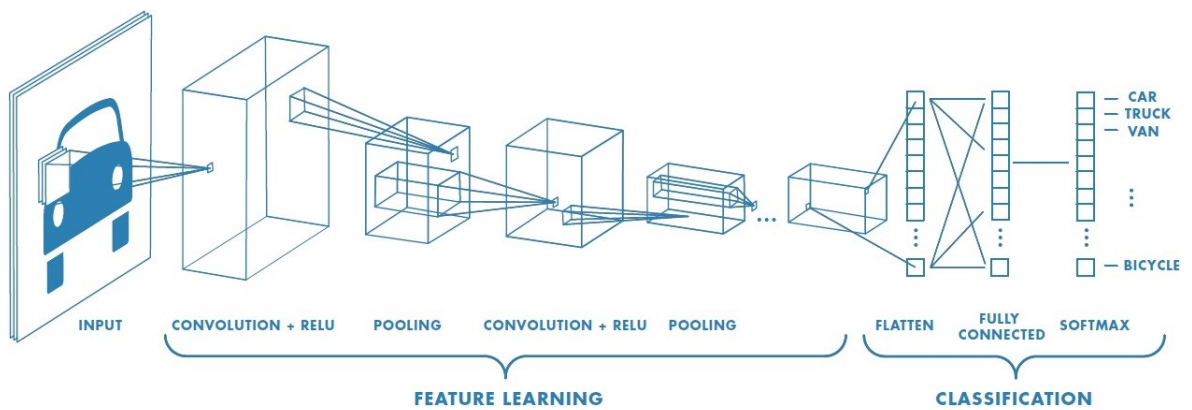 CAR
TRUCK
VAN
BICYCLE
INPUT
CONVOLUTION + RELU
POOLING
CONVOLUTION + RELU
POOLING
FLATTEN
FULLY
CONNECTED
SOFTMAX
FEATURE LEARNING
CLASSIFICATION